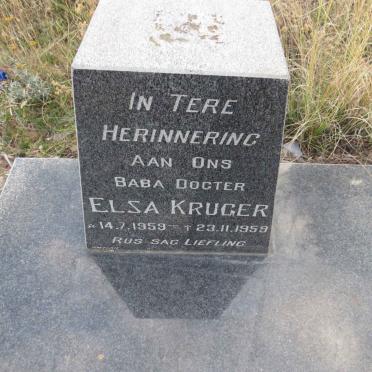 IN TERE
HERINNERING
AAN ONS
BABA DOGTER
ELSA KRUGER
* 14.7.1959 - † 23.11.1959
RUS SAG LIEFLING